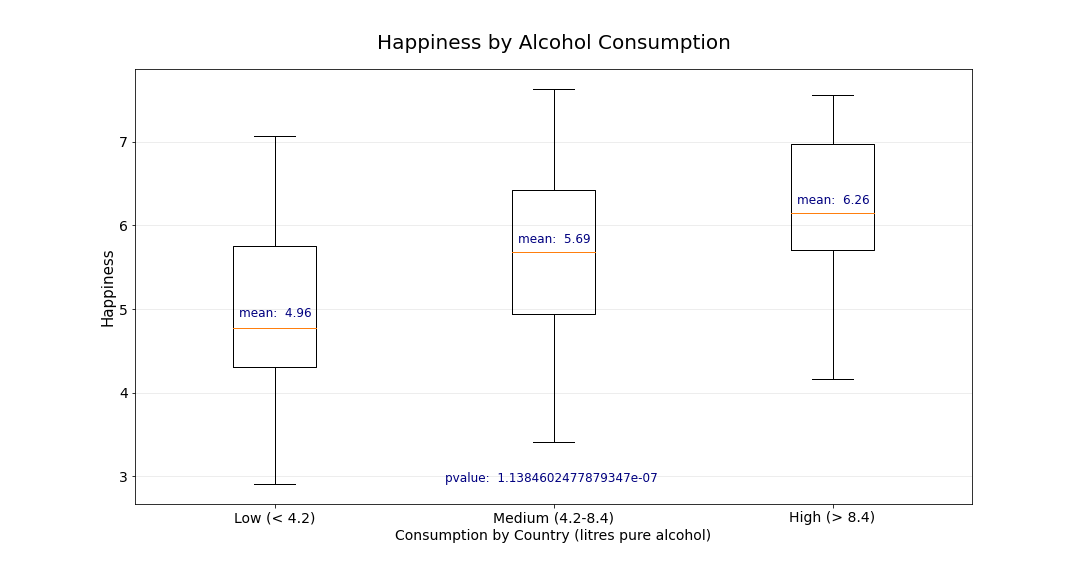 Happiness by Alcohol Consumption
Happiness
7
6
5
4
3
mean:  4.96
mean:  5.69
mean:  6.26
pvalue:  1.1384602477879347e-07
Low (< 4.2)
Medium (4.2-8.4)
High (> 8.4)
Consumption by Country (litres pure alcohol)